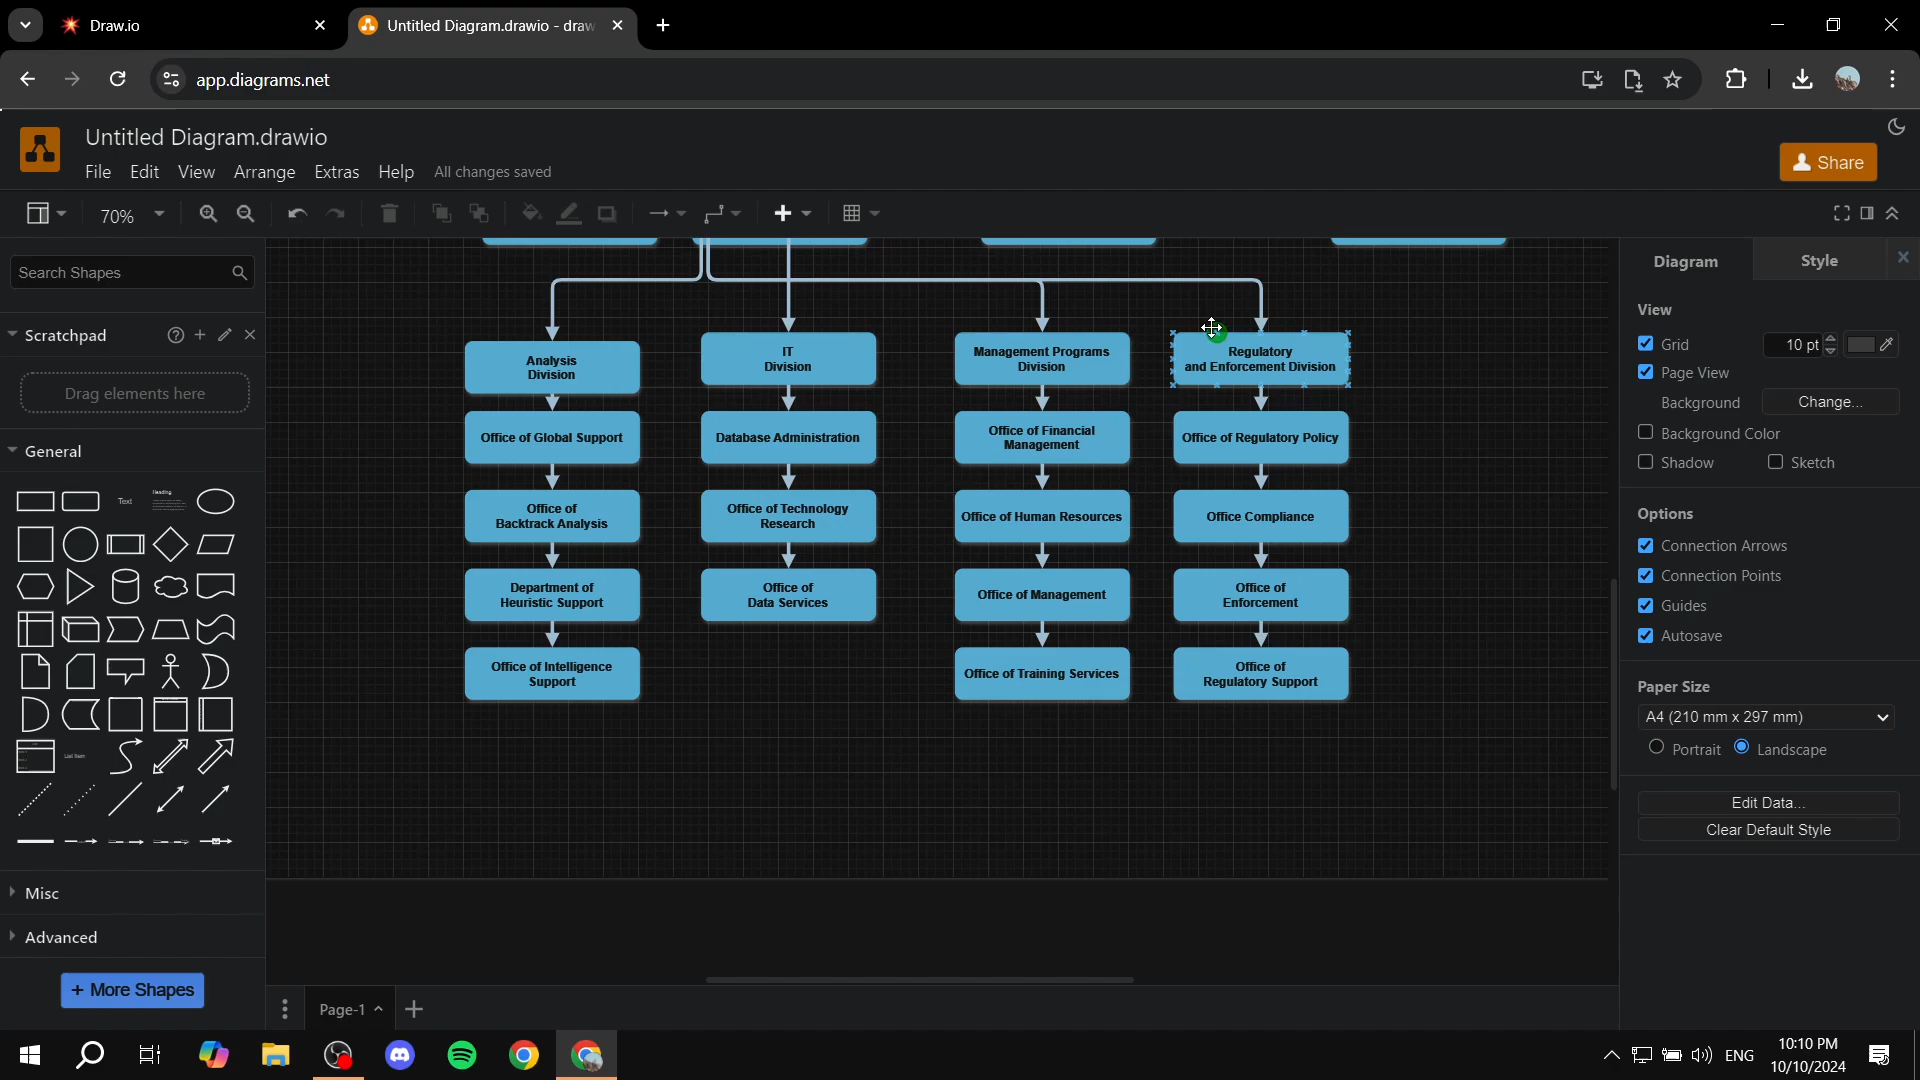 Draw.io
Untitled Diagram.drawio - draw
app.diagrams.net
Untitled Diagram.drawio
File Edit View Arrange Extras Help All changes saved
Share
70%
Search Shapes
Scratchpad
Drag elements here
General
Text
Heading
List Item
Misc
Advanced
+ More Shapes
Analysis
Division
IT
Division
Management Programs
Division
Regulatory
and Enforcement Division
Office of Global Support
Database Administration
Office of Financial
Management
Office of Regulatory Policy
Office of
Backtrack Analysis
Office of Technology
Research
Office of Human Resources
Office Compliance
Department of
Heuristic Support
Office of
Data Services
Office of Management
Office of
Enforcement
Office of Intelligence
Support
Office of Training Services
Office of
Regulatory Support
Diagram
Style
View
Grid
10 pt
Page View
Background
Change...
Background Color
Shadow
Sketch
Options
Connection Arrows
Connection Points
Guides
Autosave
Paper Size
A4 (210 mm x 297 mm)
Portrait
Landscape
Edit Data...
Clear Default Style
Page-1
ENG
10:10 PM
10/10/2024